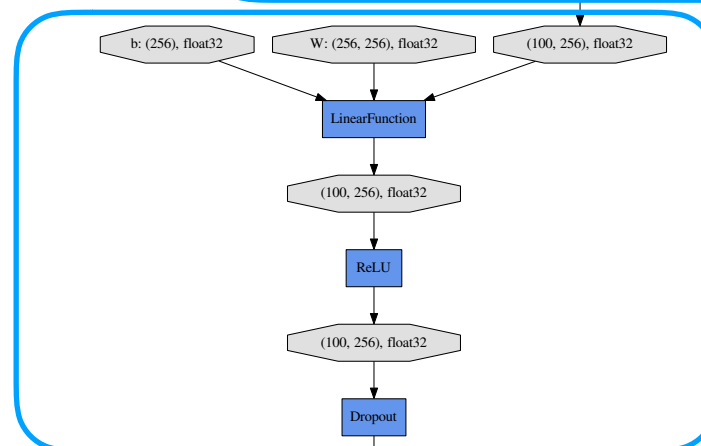 b: (256), float32
W: (256, 256), float32
(100, 256), float32
LinearFunction
(100, 256), float32
ReLU
(100, 256), float32
Dropout